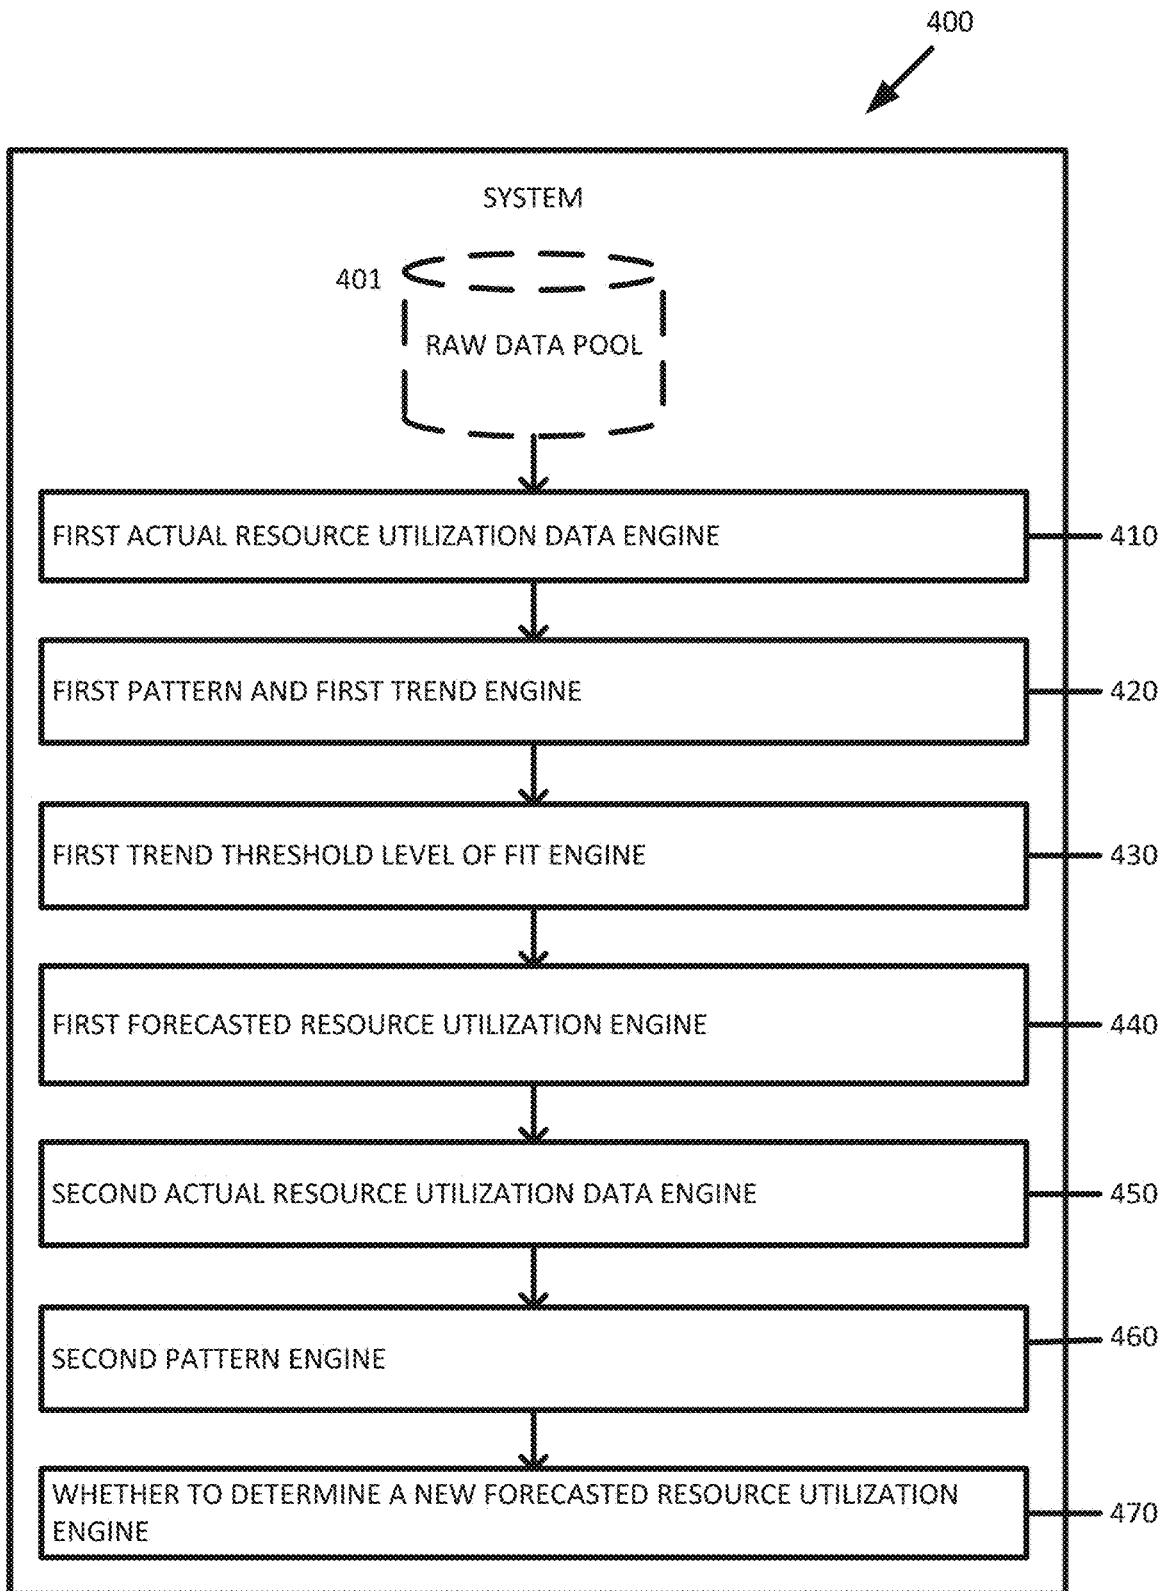 400
SYSTEM
401
RAW DATA POOL
FIRST ACTUAL RESOURCE UTILIZATION DATA ENGINE
410
FIRST PATTERN AND FIRST TREND ENGINE
420
FIRST TREND THRESHOLD LEVEL OF FIT ENGINE
430
FIRST FORECASTED RESOURCE UTILIZATION ENGINE
440
SECOND ACTUAL RESOURCE UTILIZATION DATA ENGINE
450
SECOND PATTERN ENGINE
460
WHETHER TO DETERMINE A NEW FORECASTED RESOURCE UTILIZATION
ENGINE
470